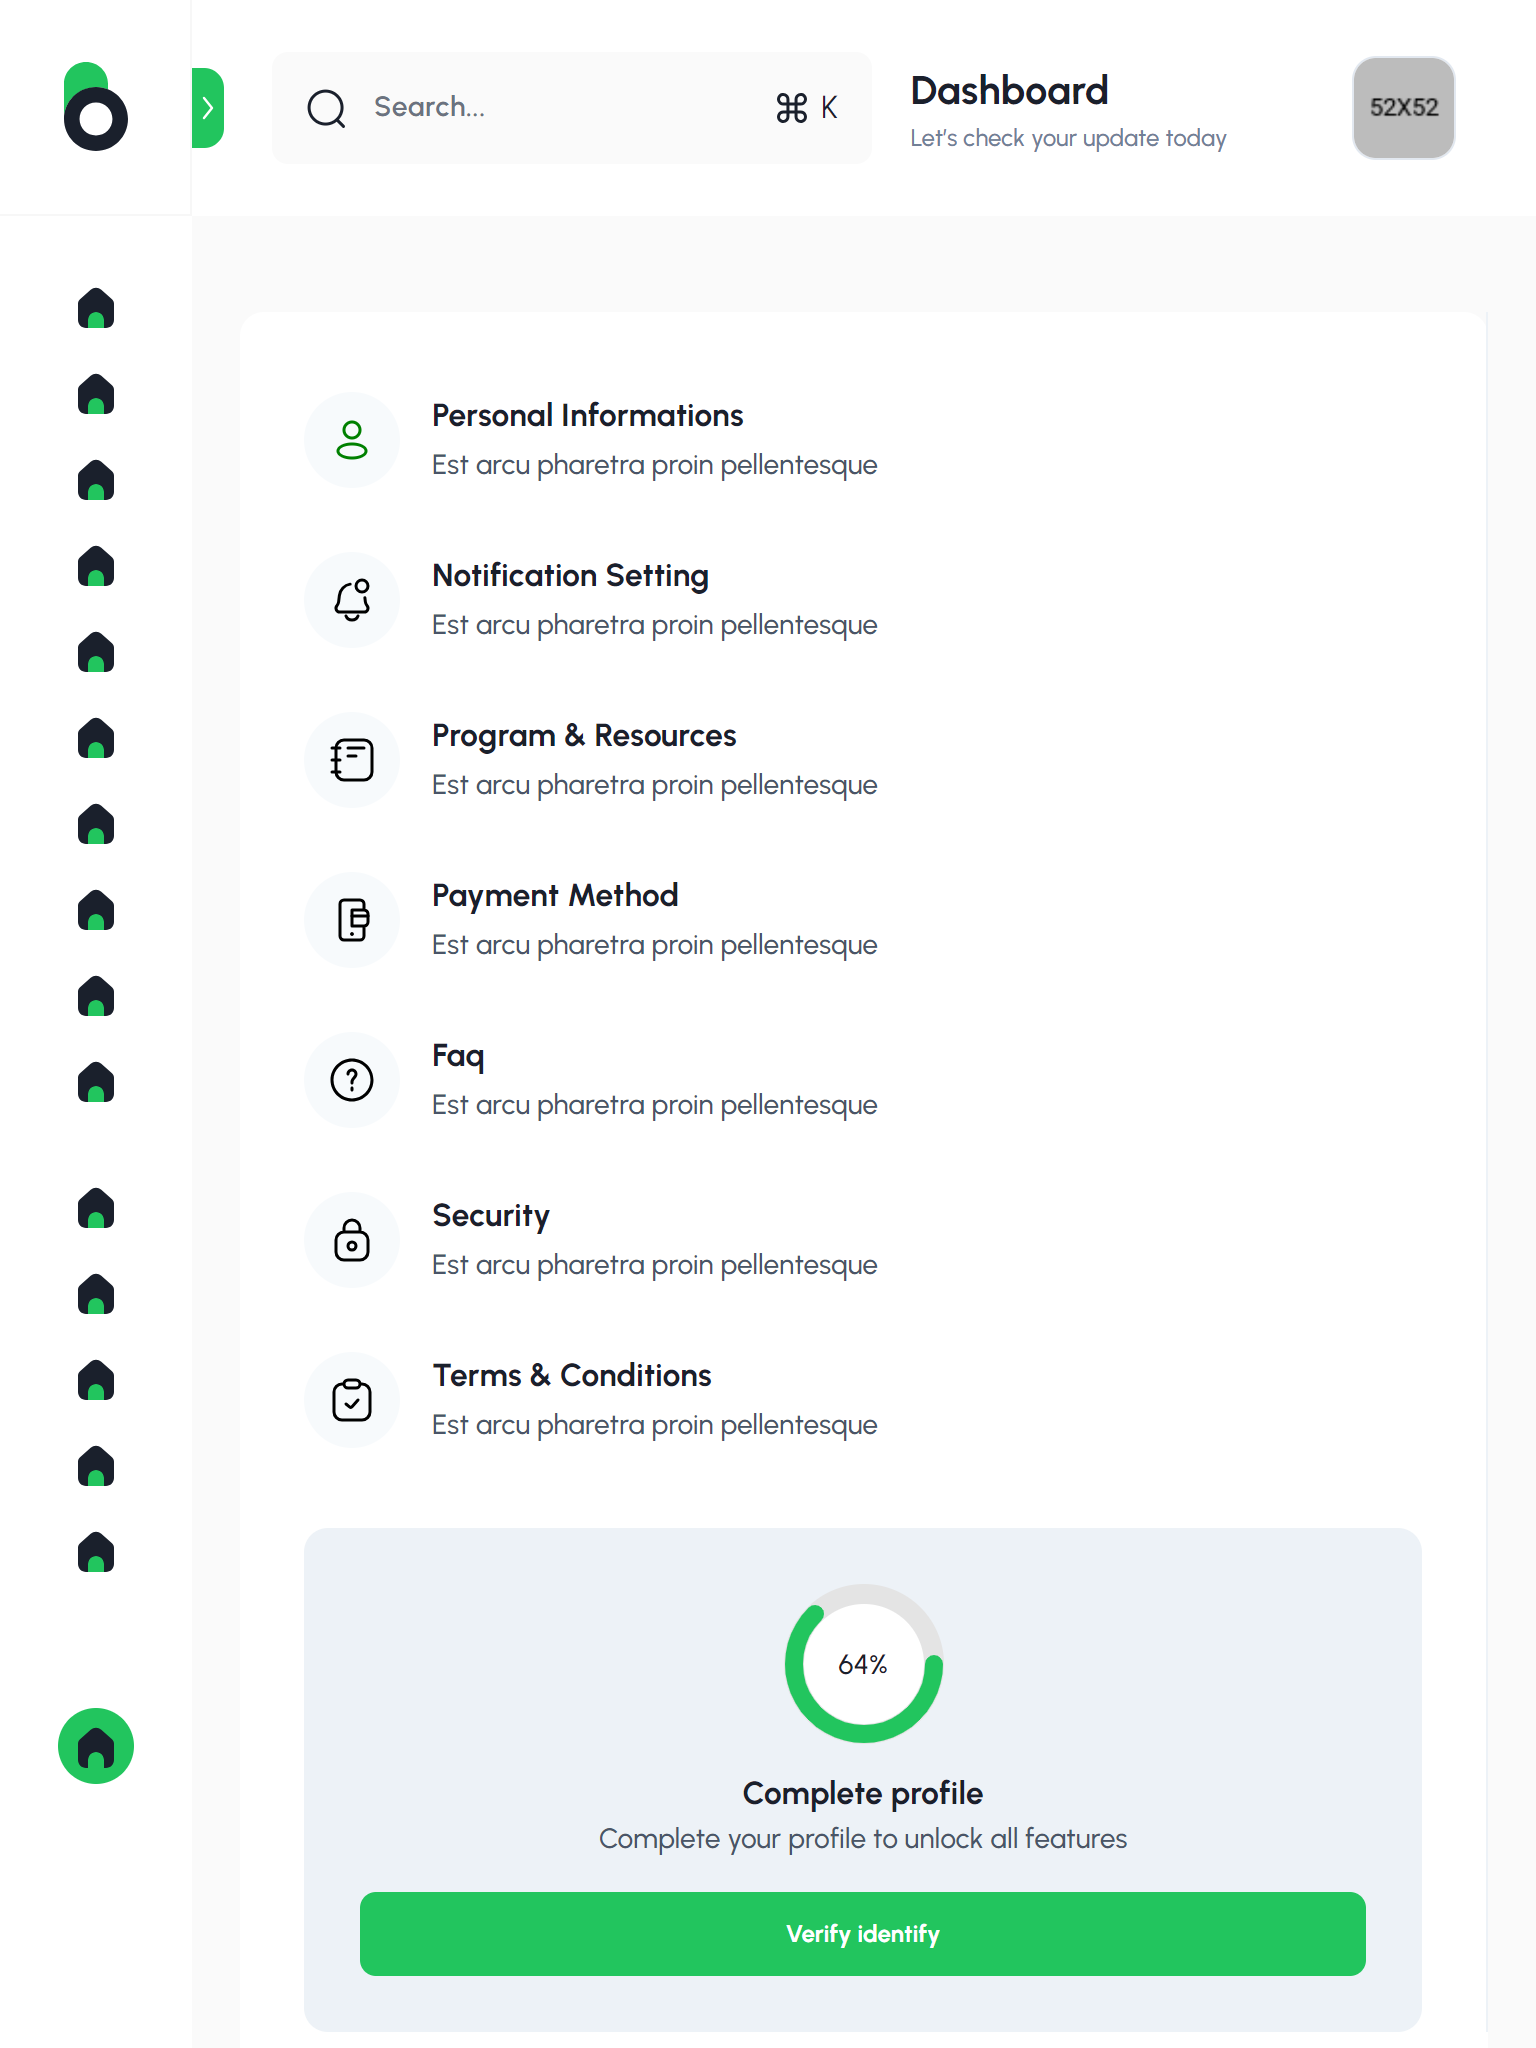 Search...
⌘ K
Dashboard
Let's check your update today
52X52
Personal Informations
Est arcu pharetra proin pellentesque
Notification Setting
Est arcu pharetra proin pellentesque
Program & Resources
Est arcu pharetra proin pellentesque
Payment Method
Est arcu pharetra proin pellentesque
Faq
Est arcu pharetra proin pellentesque
Security
Est arcu pharetra proin pellentesque
Terms & Conditions
Est arcu pharetra proin pellentesque
64%
Complete profile
Complete your profile to unlock all features
Verify identify